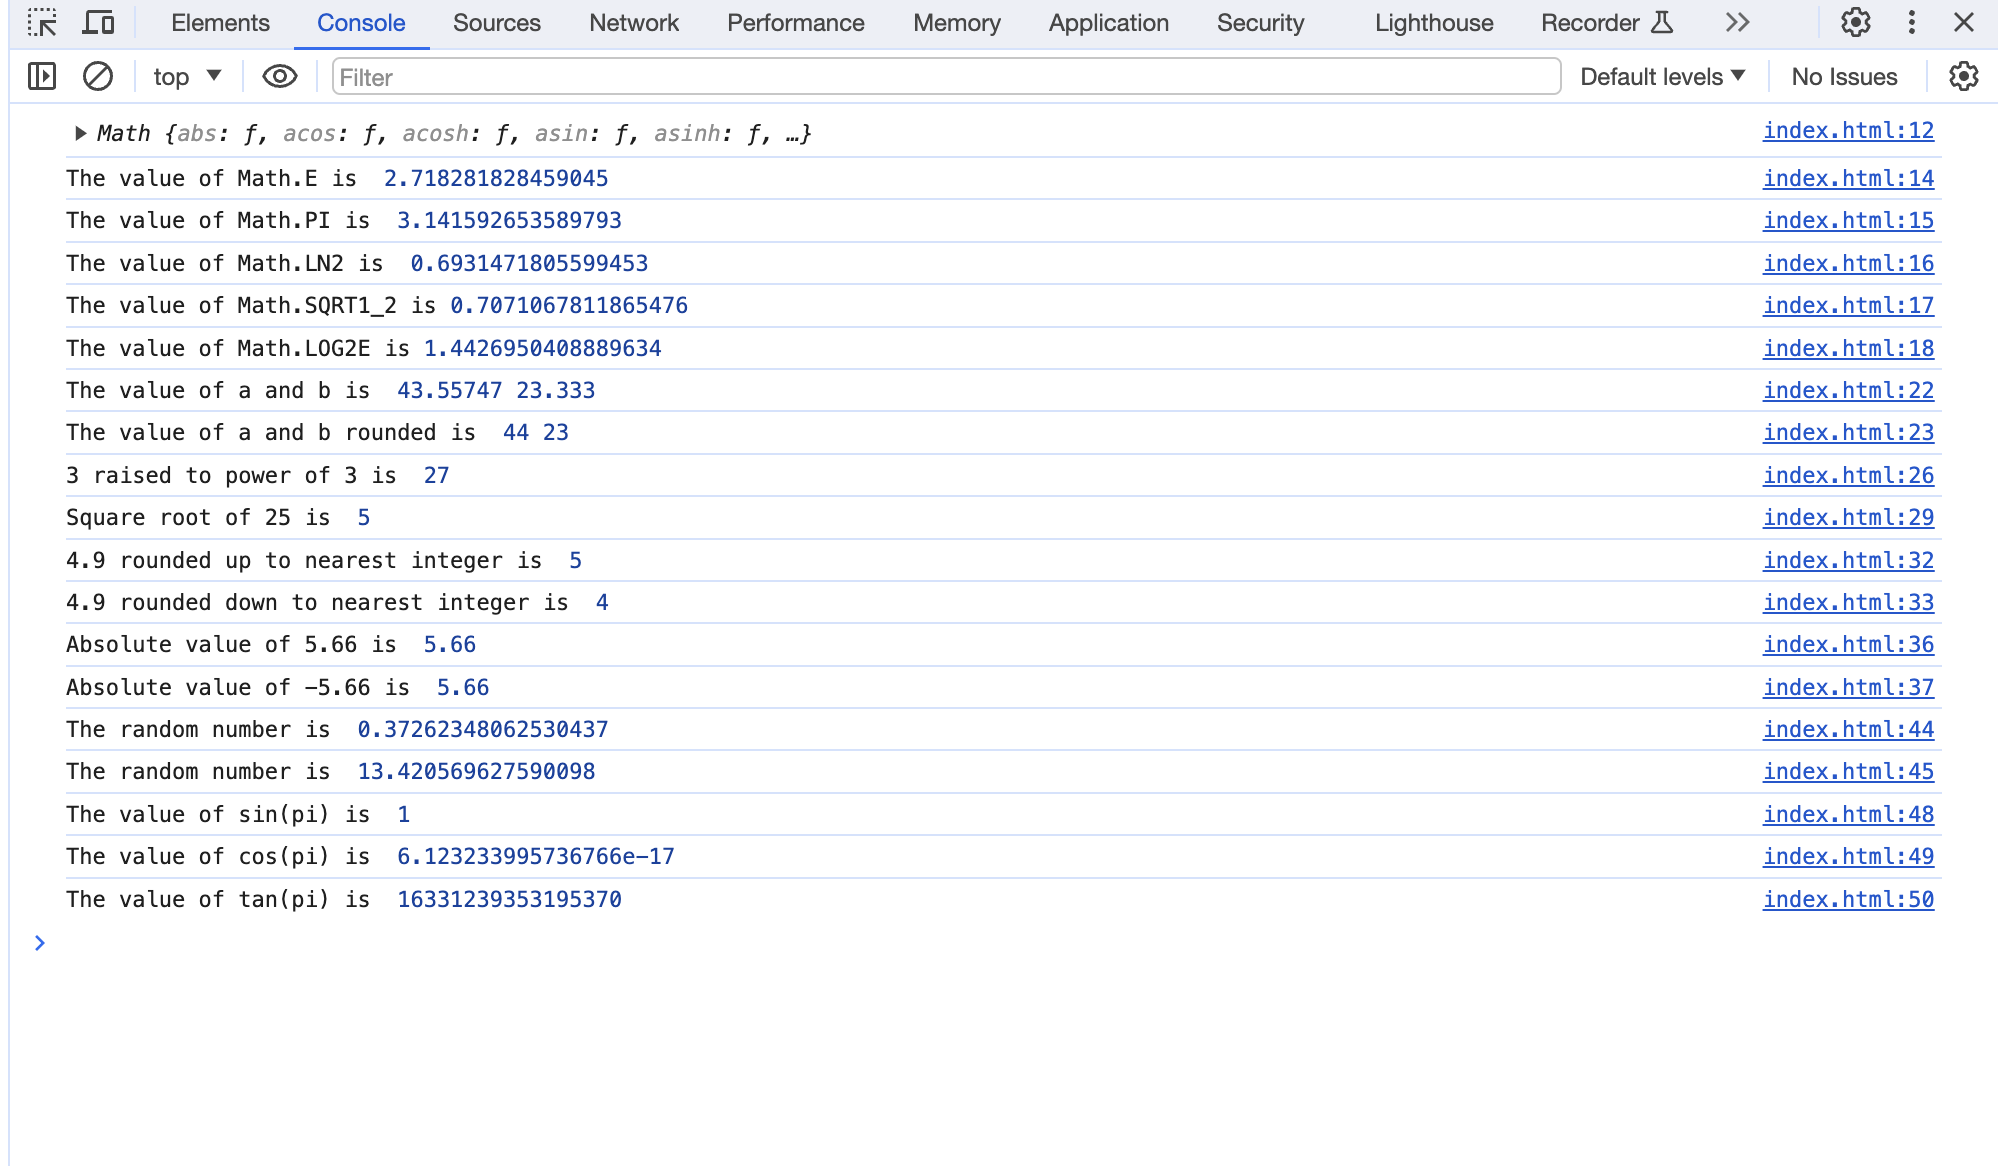 Elements Console Sources Network Performance Memory Application Security Lighthouse Recorder
top Filter Default levels No Issues
Math {abs: ƒ, acos: ƒ, acosh: ƒ, asin: ƒ, asinh: ƒ, …} index.html:12
The value of Math.E is 2.718281828459045 index.html:14
The value of Math.PI is 3.141592653589793 index.html:15
The value of Math.LN2 is 0.6931471805599453 index.html:16
The value of Math.SQRT1_2 is 0.7071067811865476 index.html:17
The value of Math.LOG2E is 1.4426950408889634 index.html:18
The value of a and b is 43.55747 23.333 index.html:22
The value of a and b rounded is 44 23 index.html:23
3 raised to power of 3 is 27 index.html:26
Square root of 25 is 5 index.html:29
4.9 rounded up to nearest integer is 5 index.html:32
4.9 rounded down to nearest integer is 4 index.html:33
Absolute value of 5.66 is 5.66 index.html:36
Absolute value of -5.66 is 5.66 index.html:37
The random number is 0.37262348062530437 index.html:44
The random number is 13.420569627590098 index.html:45
The value of sin(pi) is 1 index.html:48
The value of cos(pi) is 6.123233995736766e-17 index.html:49
The value of tan(pi) is 16331239353195370 index.html:50